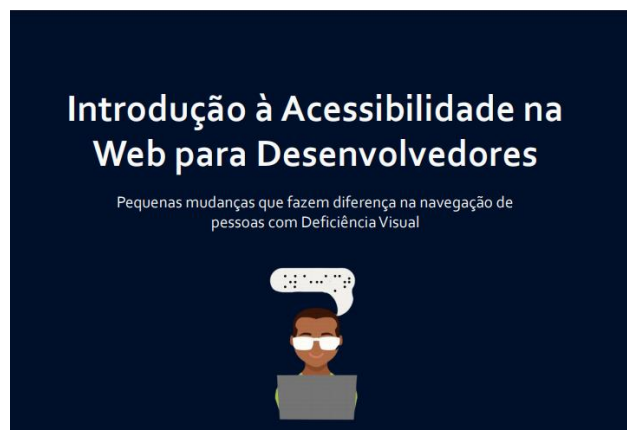 Introdução à Acessibilidade na
Web para Desenvolvedores
Pequenas mudanças que fazem diferença na navegação de
pessoas com Deficiência Visual